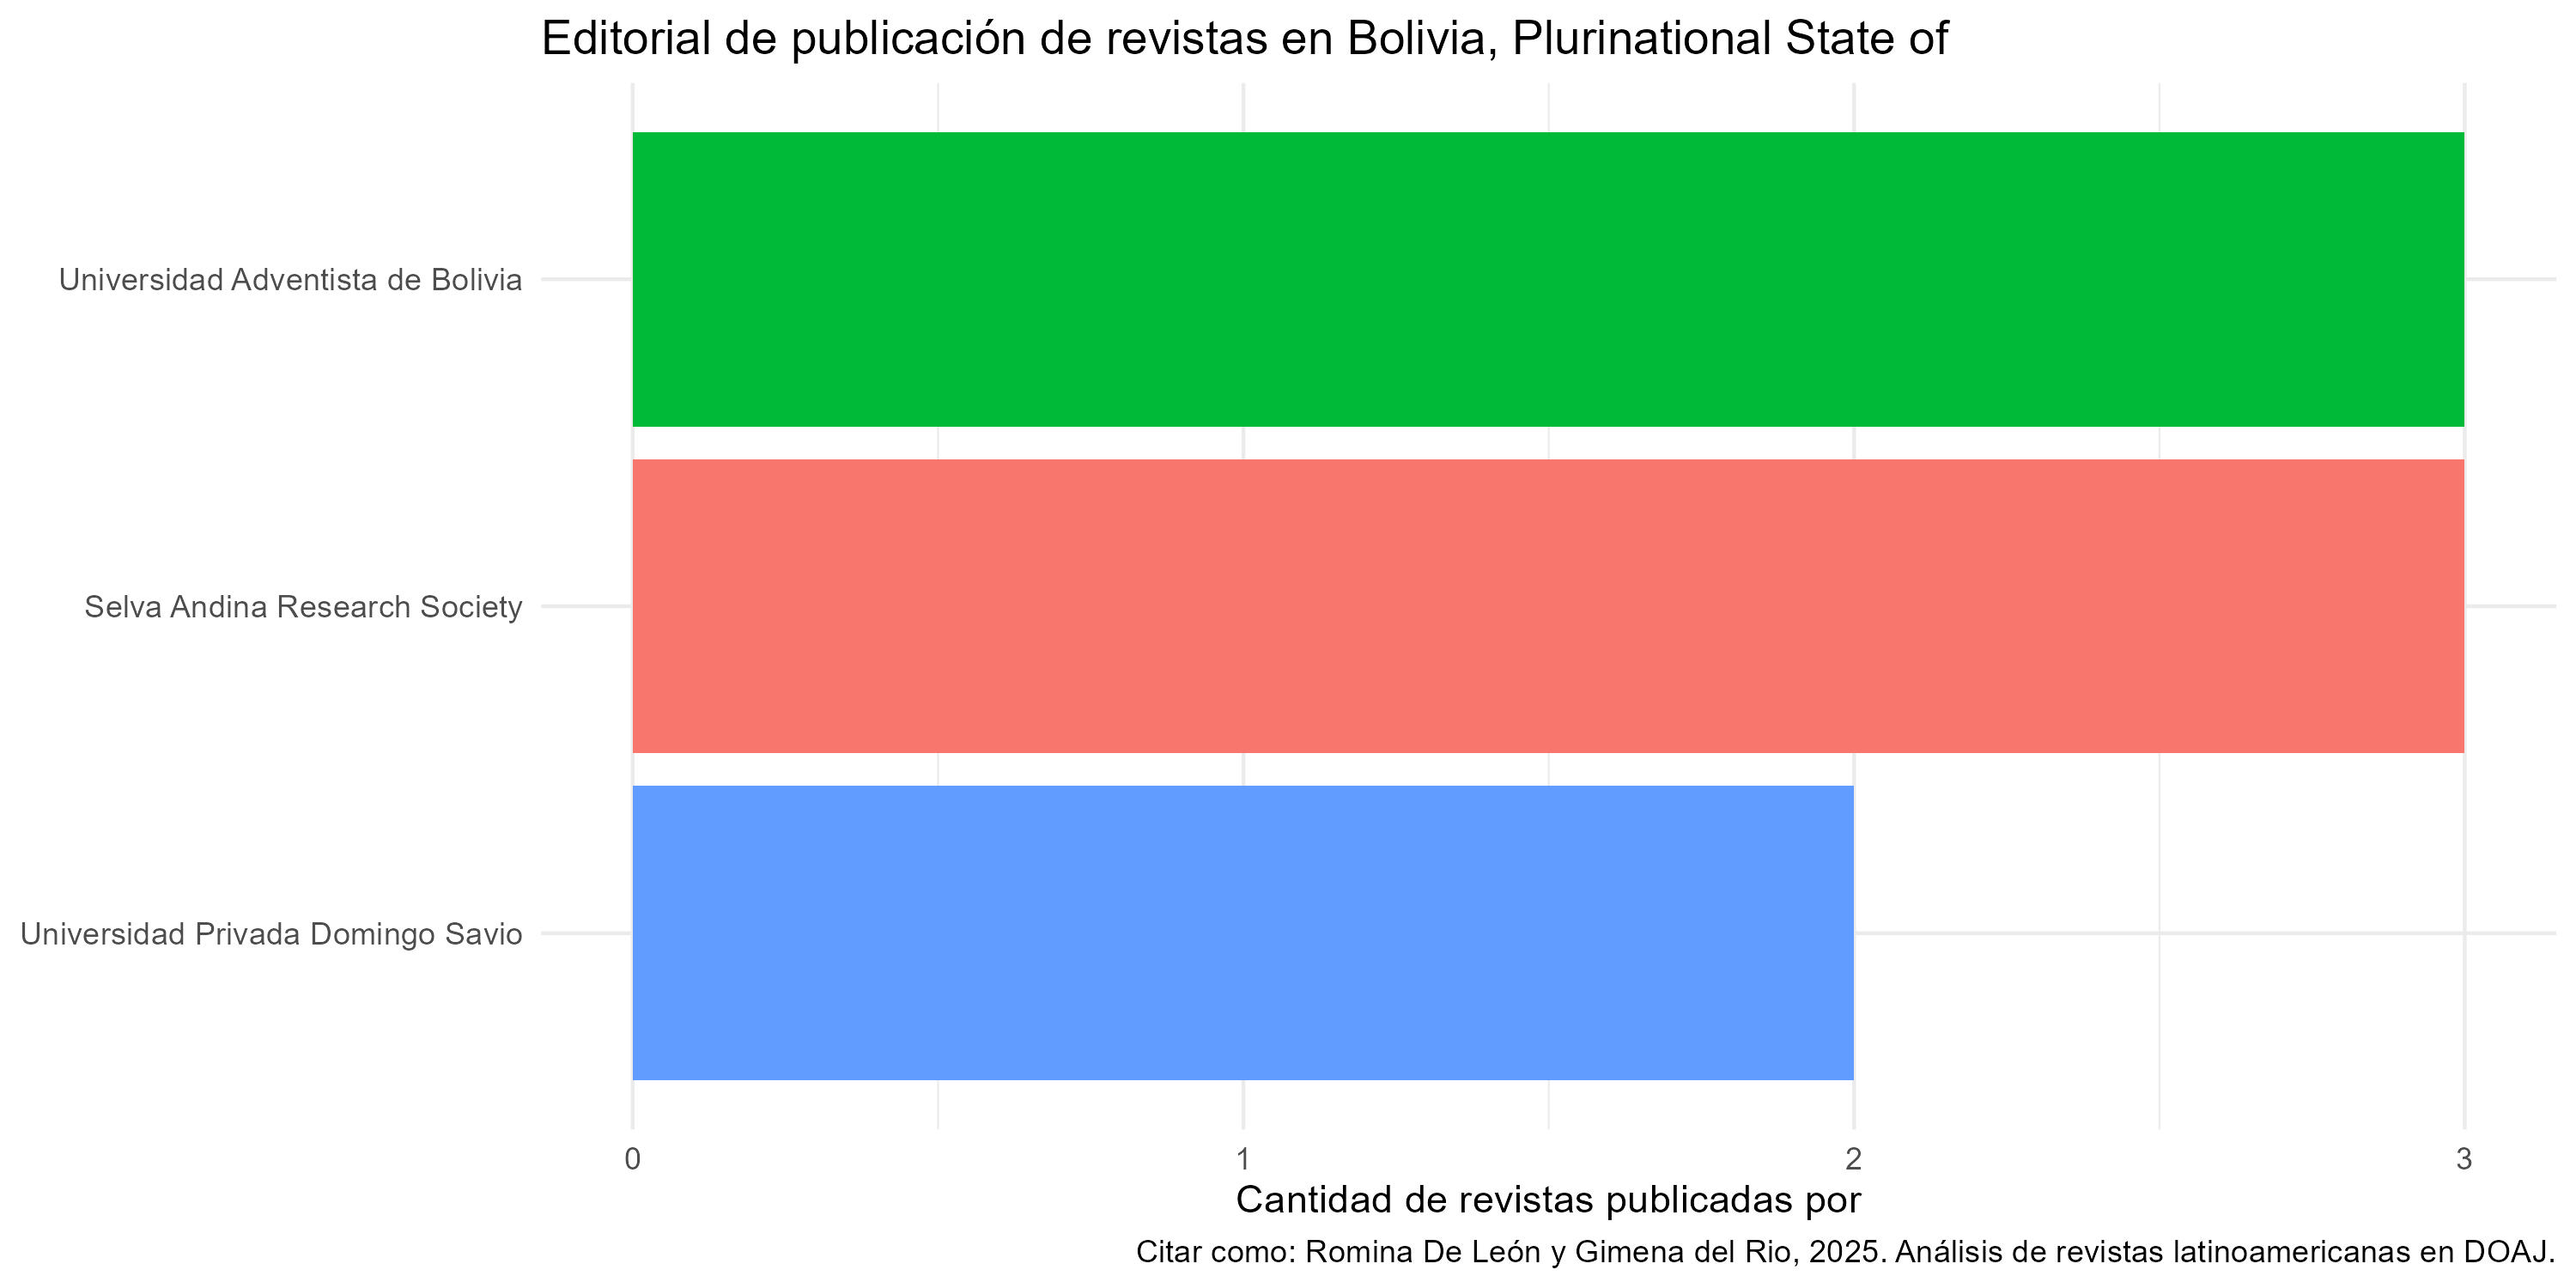 Editorial de publicación de revistas en Bolivia, Plurinational State of
Universidad Adventista de Bolivia
Selva Andina Research Society
Universidad Privada Domingo Savio
0 1 2 3
Cantidad de revistas publicadas por
Citar como: Romina De León y Gimena del Rio, 2025. Análisis de revistas latinoamericanas en DOAJ.